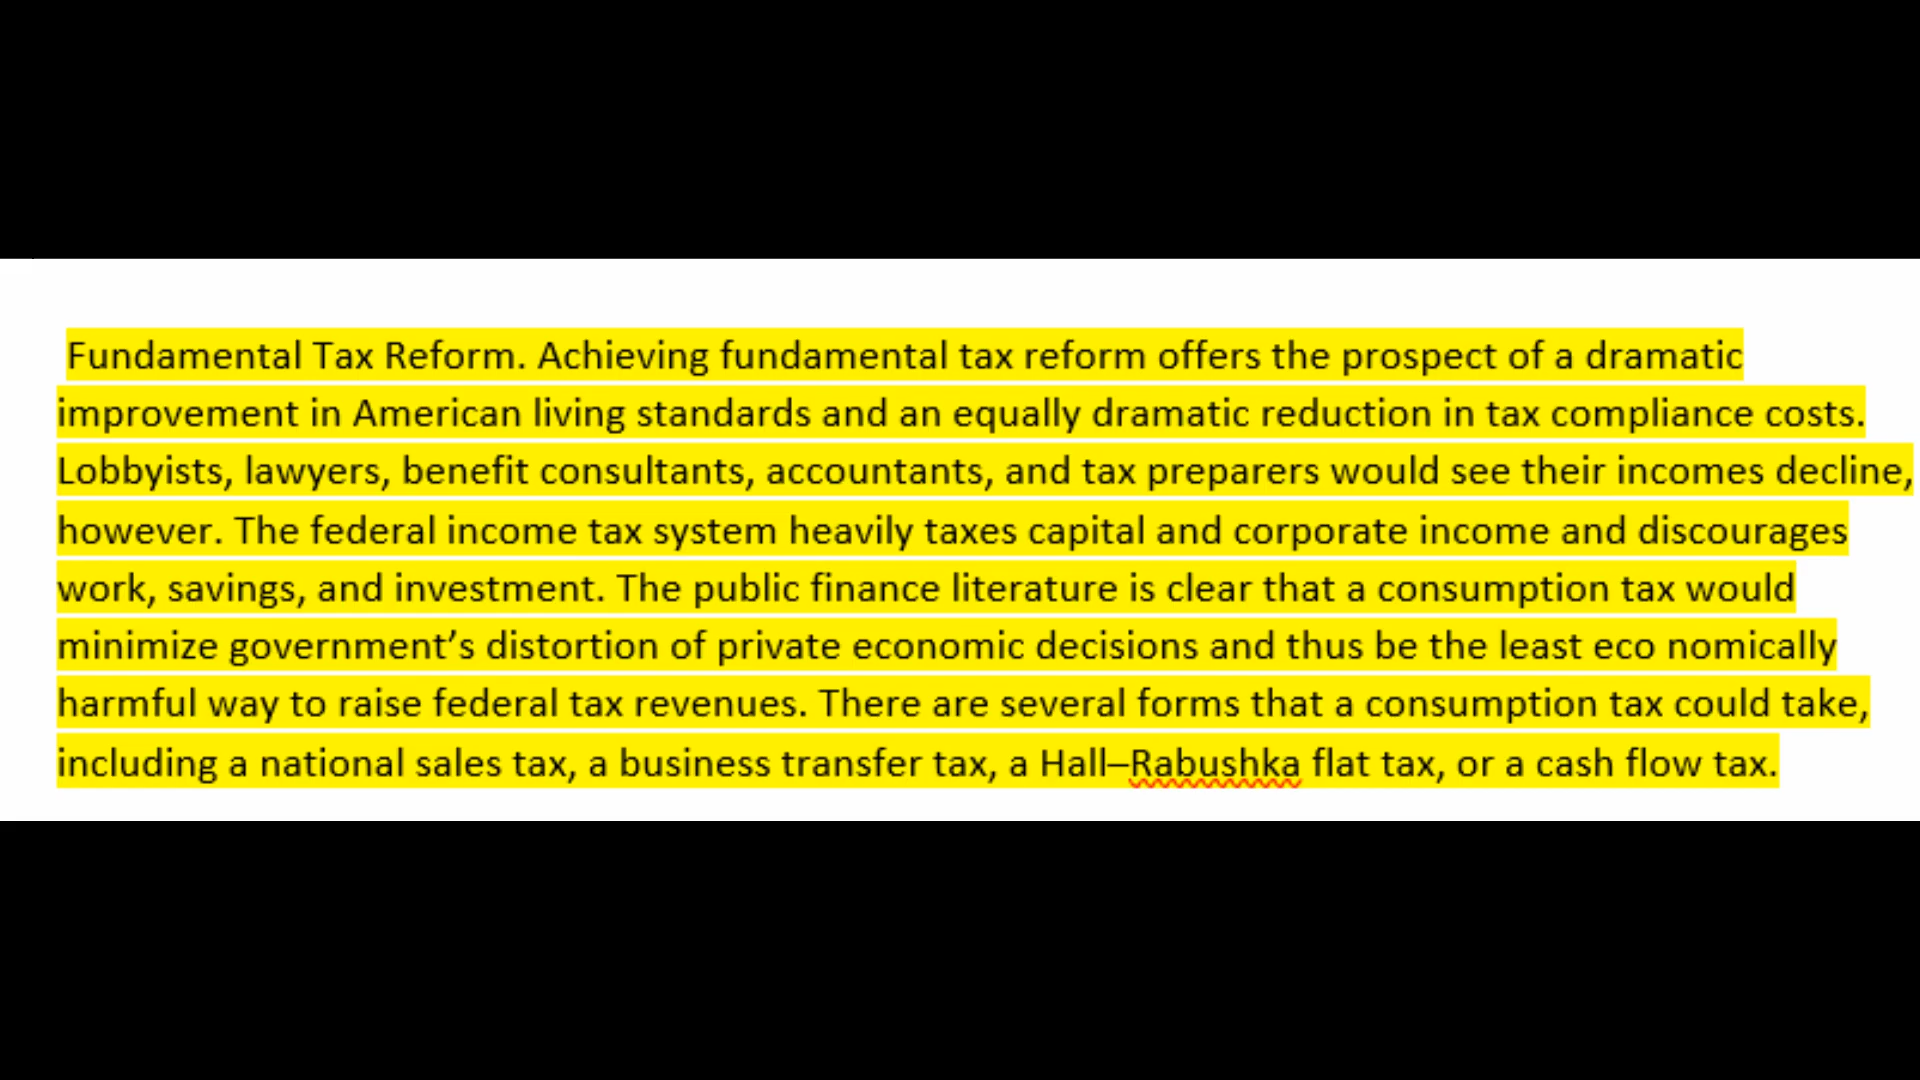 Fundamental Tax Reform. Achieving fundamental tax reform offers the prospect of a dramatic
improvement in American living standards and an equally dramatic reduction in tax compliance costs.
Lobbyists, lawyers, benefit consultants, accountants, and tax preparers would see their incomes decline,
however. The federal income tax system heavily taxes capital and corporate income and discourages
work, savings, and investment. The public finance literature is clear that a consumption tax would
minimize government’s distortion of private economic decisions and thus be the least eco nomically
harmful way to raise federal tax revenues. There are several forms that a consumption tax could take,
including a national sales tax, a business transfer tax, a Hall–Rabushka flat tax, or a cash flow tax.